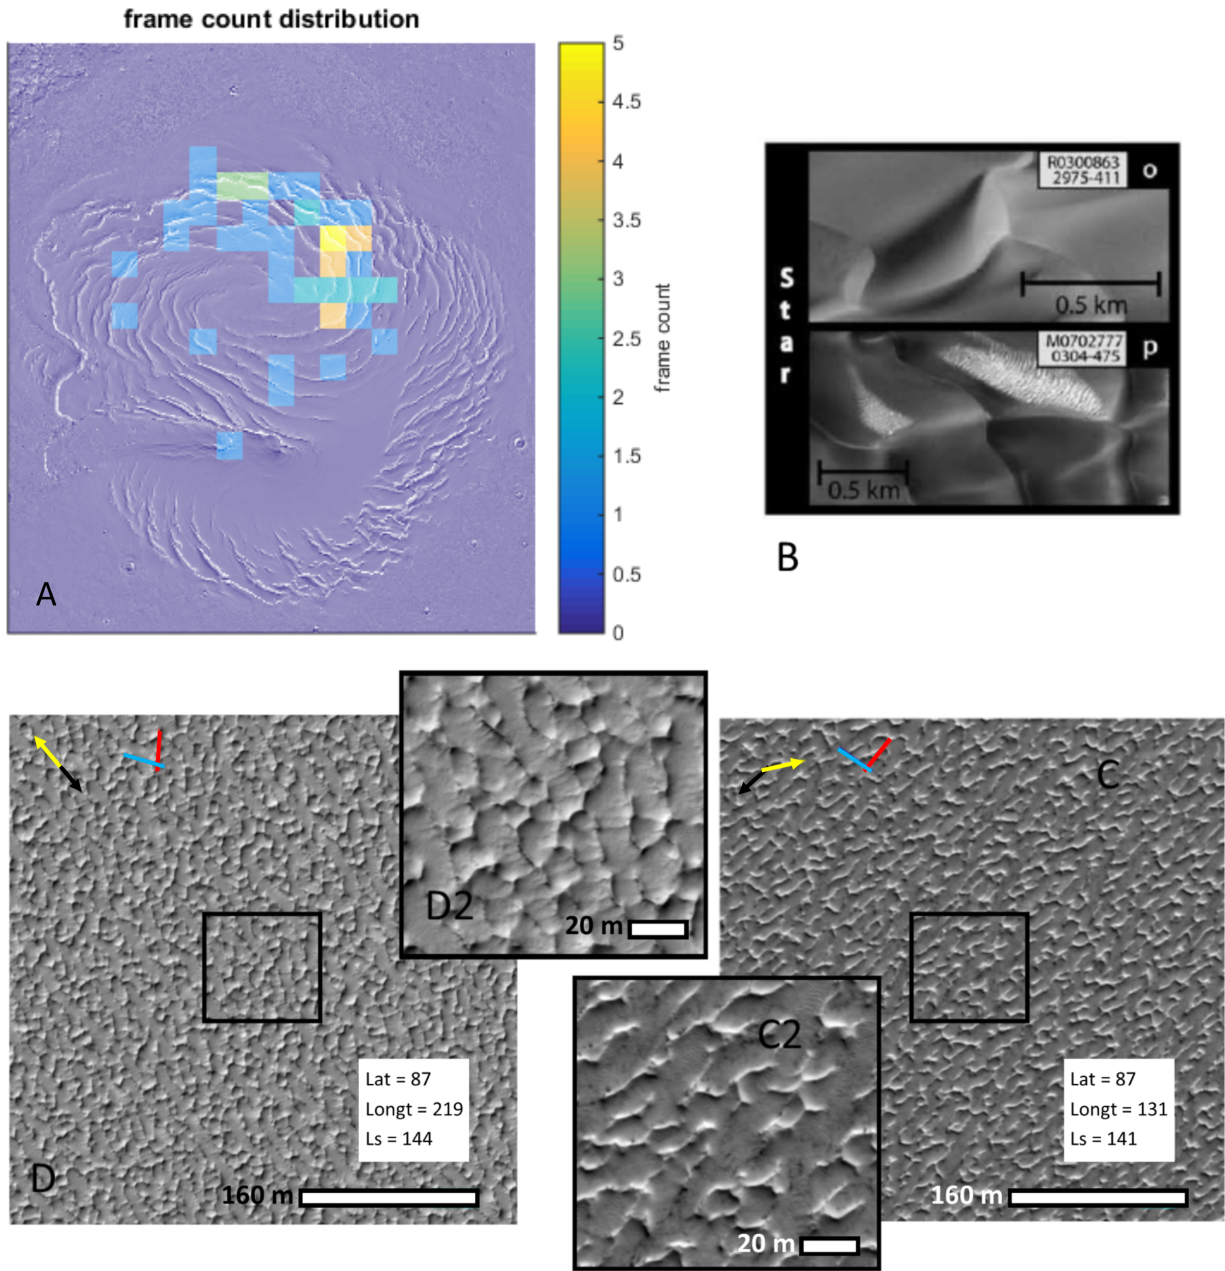 frame count distribution
5
4.5
4
3.5
3
2.5
2
1.5
1
0.5
0
frame count
A
Star
R0300863
2975-411
o
0.5 km
M0702777
0304-475
p
0.5 km
B
D2
20 m
C
C2
20 m
Lat = 87
Longt = 219
Ls = 144
D
160 m
Lat = 87
Longt = 131
Ls = 141
160 m